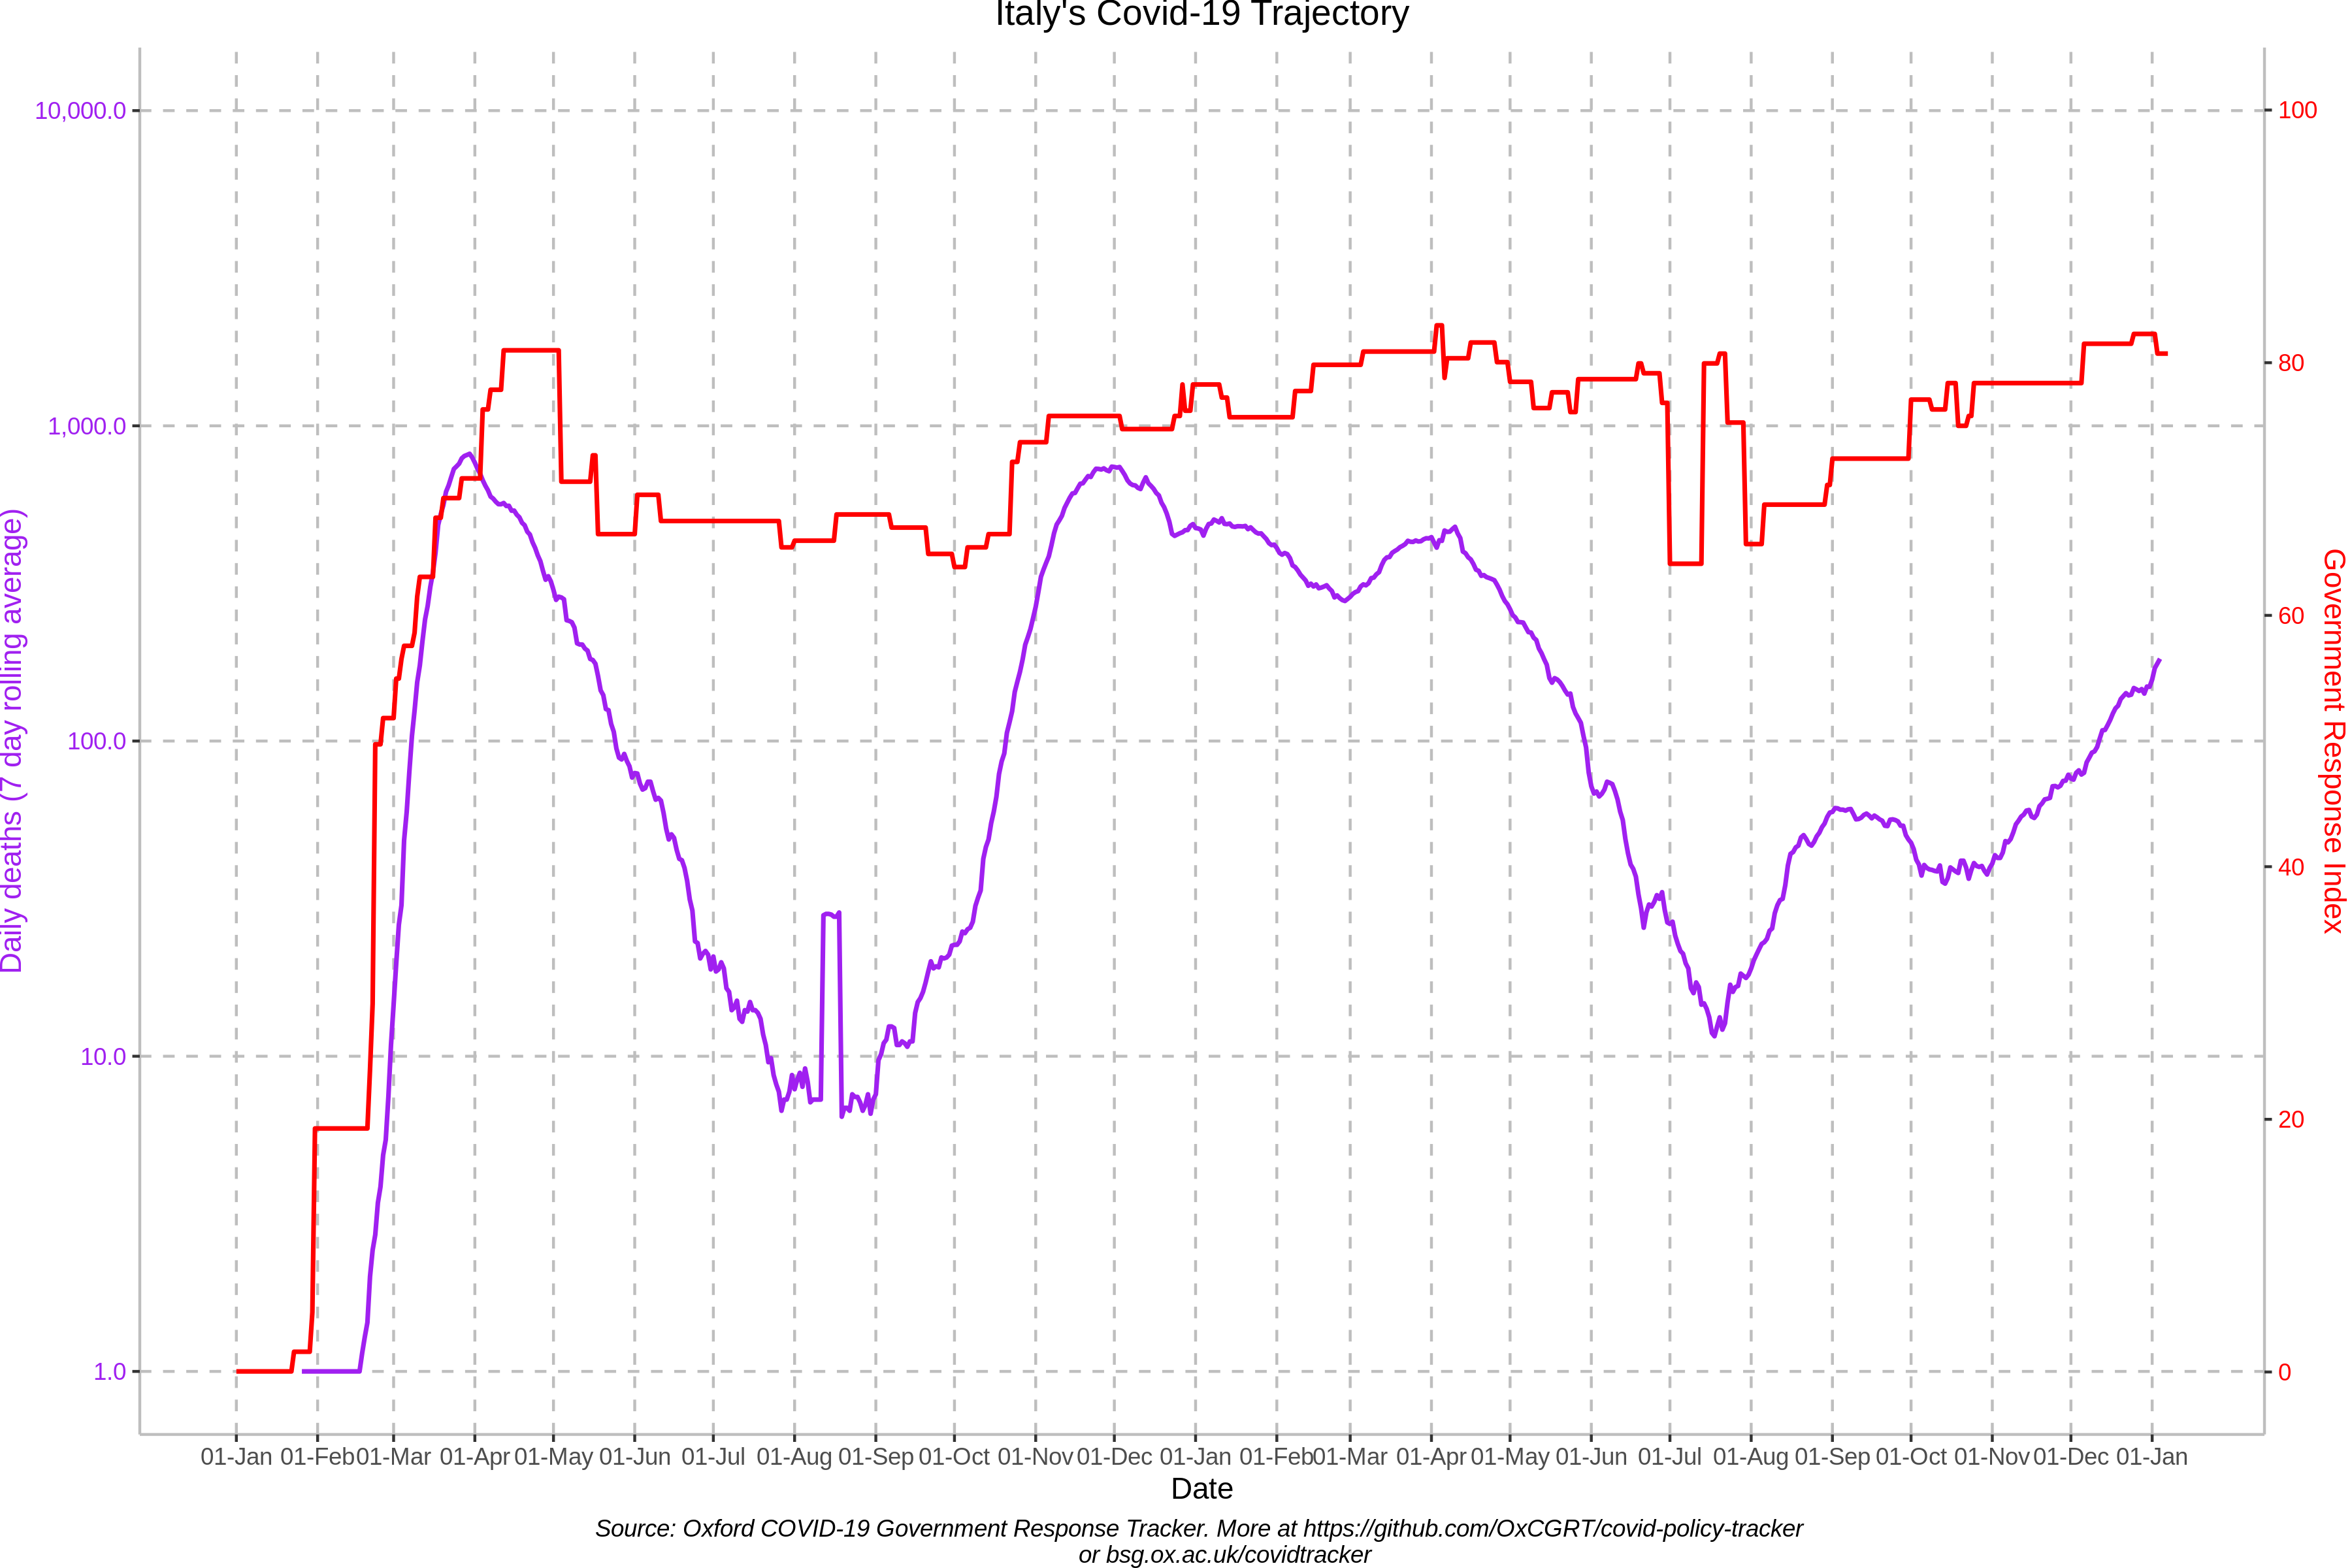 Italy's Covid-19 Trajectory
10,000.0
1,000.0
100.0
10.0
1.0
Daily deaths (7 day rolling average)
100
80
60
40
20
0
Government Response Index
01-Jan 01-Feb 01-Mar 01-Apr 01-May 01-Jun 01-Jul 01-Aug 01-Sep 01-Oct 01-Nov 01-Dec 01-Jan 01-Feb 01-Mar 01-Apr 01-May 01-Jun 01-Jul 01-Aug 01-Sep 01-Oct 01-Nov 01-Dec 01-Jan
Date
Source: Oxford COVID-19 Government Response Tracker. More at https://github.com/OxCGRT/covid-policy-tracker
or bsg.ox.ac.uk/covidtracker